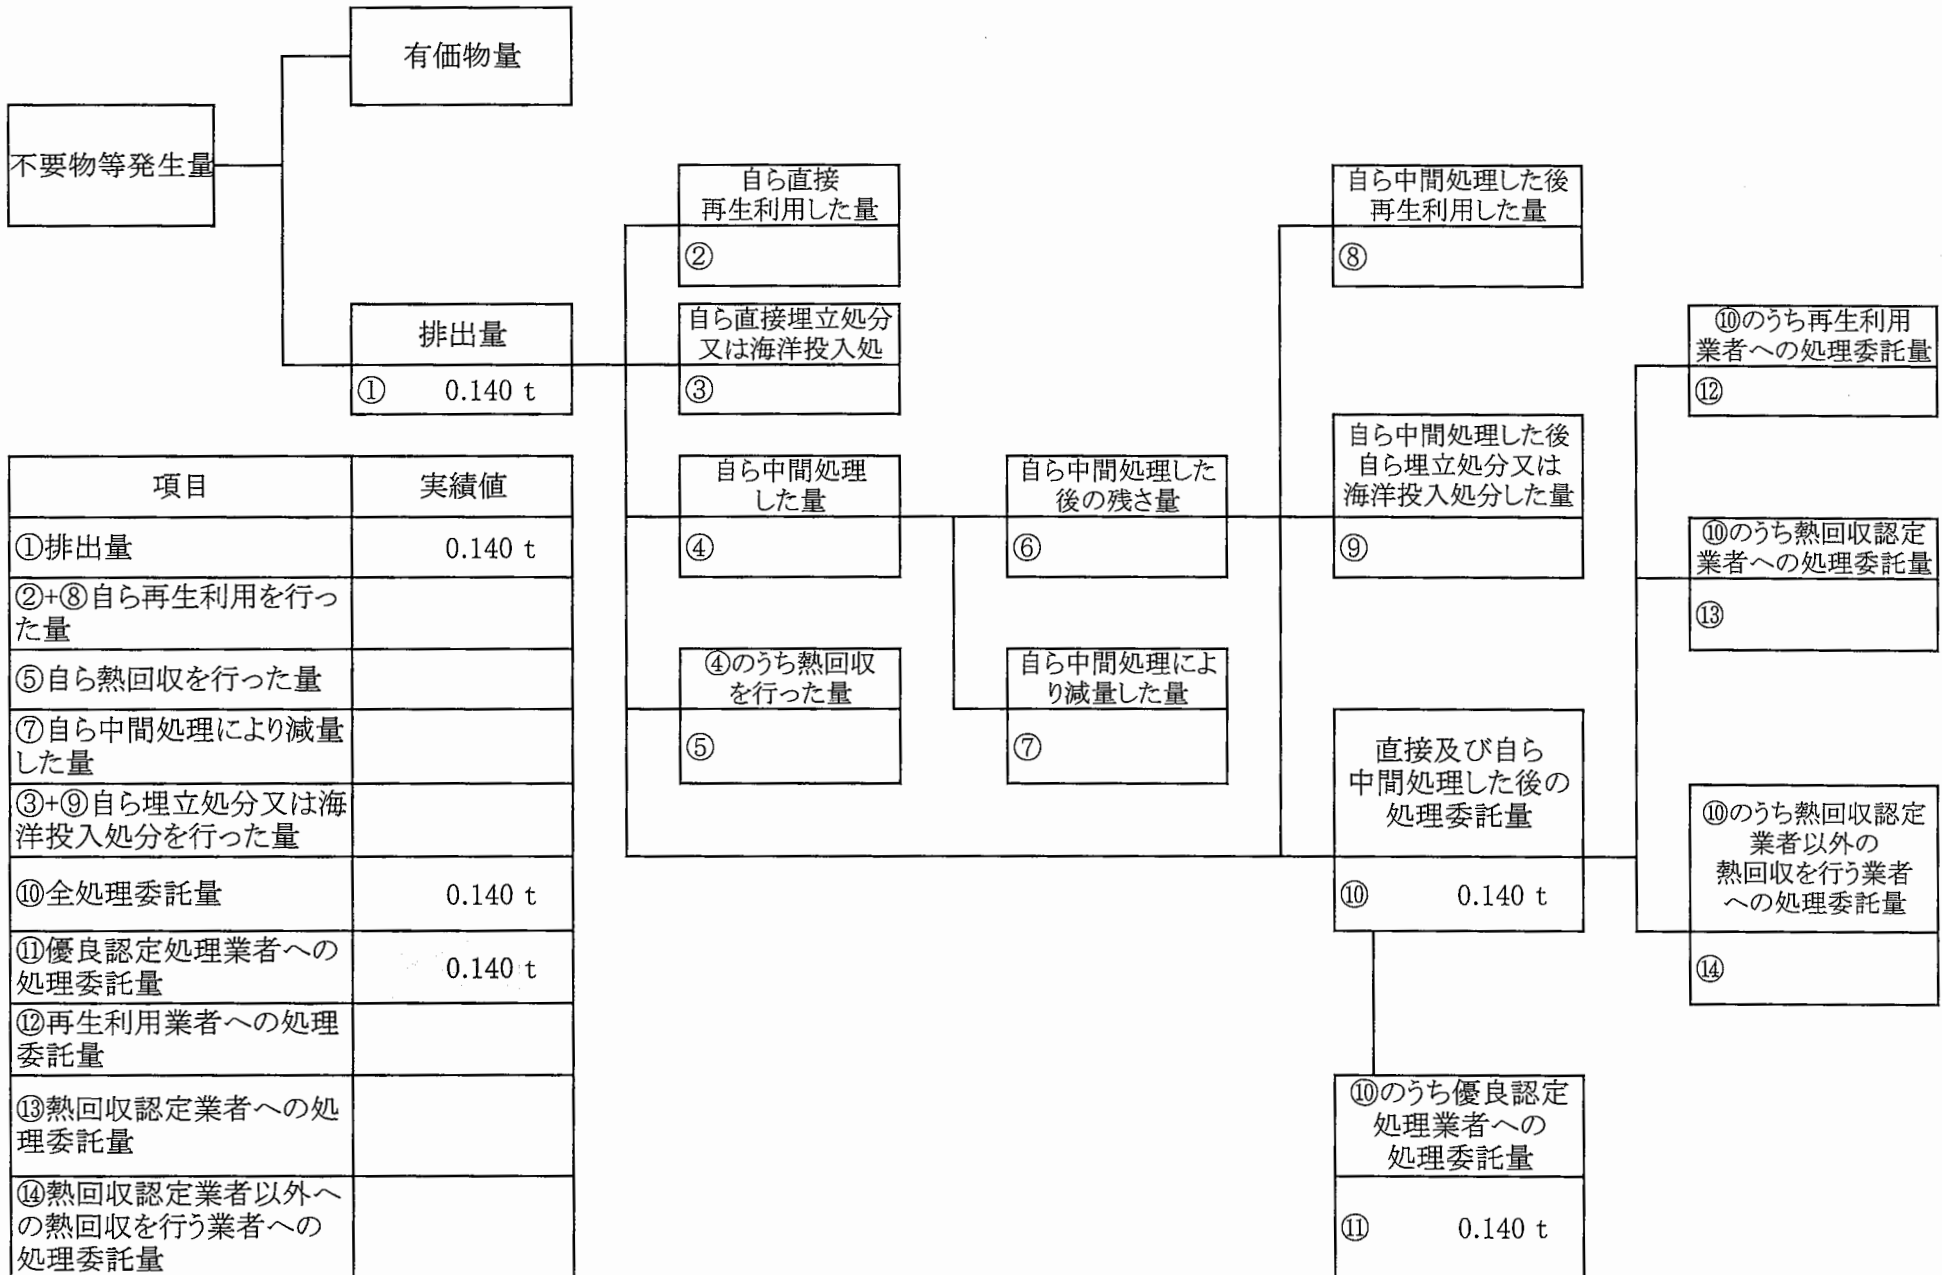 有価物量
不要物等発生量
排出量
① 0.140 t
自ら直接
再生利用した量
②
自ら直接埋立処分
又は海洋投入処
③
自ら中間処理
した量
④
④のうち熱回収
を行った量
⑤
自ら中間処理した
後の残さ量
⑥
自ら中間処理によ
り減量した量
⑦
自ら中間処理した後
再生利用した量
⑧
自ら中間処理した後
自ら埋立処分又は
海洋投入処分した量
⑨
直接及び自ら
中間処理した後の
処理委託量
⑩ 0.140 t
⑩のうち優良認定
処理業者への
処理委託量
⑪ 0.140 t
⑩のうち再生利用
業者への処理委託量
⑫
⑩のうち熱回収認定
業者への処理委託量
⑬
⑩のうち熱回収認定
業者以外の
熱回収を行う業者
への処理委託量
⑭
項目 実績値
①排出量 0.140 t
②+⑧自ら再生利用を行っ
た量
⑤自ら熱回収を行った量
⑦自ら中間処理により減量
した量
③+⑨自ら埋立処分又は海
洋投入処分を行った量
⑩全処理委託量 0.140 t
⑪優良認定処理業者への
処理委託量 0.140 t
⑫再生利用業者への処理
委託量
⑬熱回収認定業者への処
理委託量
⑭熱回収認定業者以外へ
の熱回収を行う業者への
処理委託量